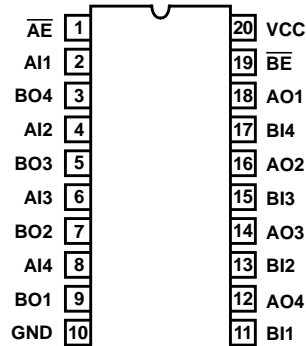 A̅E̅ 1 20 VCC
AI1 2 19 B̅E̅
BO4 3 18 AO1
AI2 4 17 BI4
BO3 5 16 AO2
AI3 6 15 BI3
BO2 7 14 AO3
AI4 8 13 BI2
BO1 9 12 AO4
GND 10 11 BI1